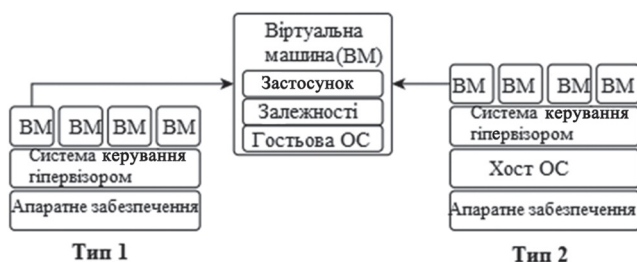 Віртуальна
машина(ВМ)
Застосунок
Залежності
Гостьова ОС
ВМ ВМ ВМ ВМ
Система керування
гіпервізором
Апаратне забезпечення
Тип 1
ВМ ВМ ВМ ВМ
Система керування
гіпервізором
Хост ОС
Апаратне забезпечення
Тип 2